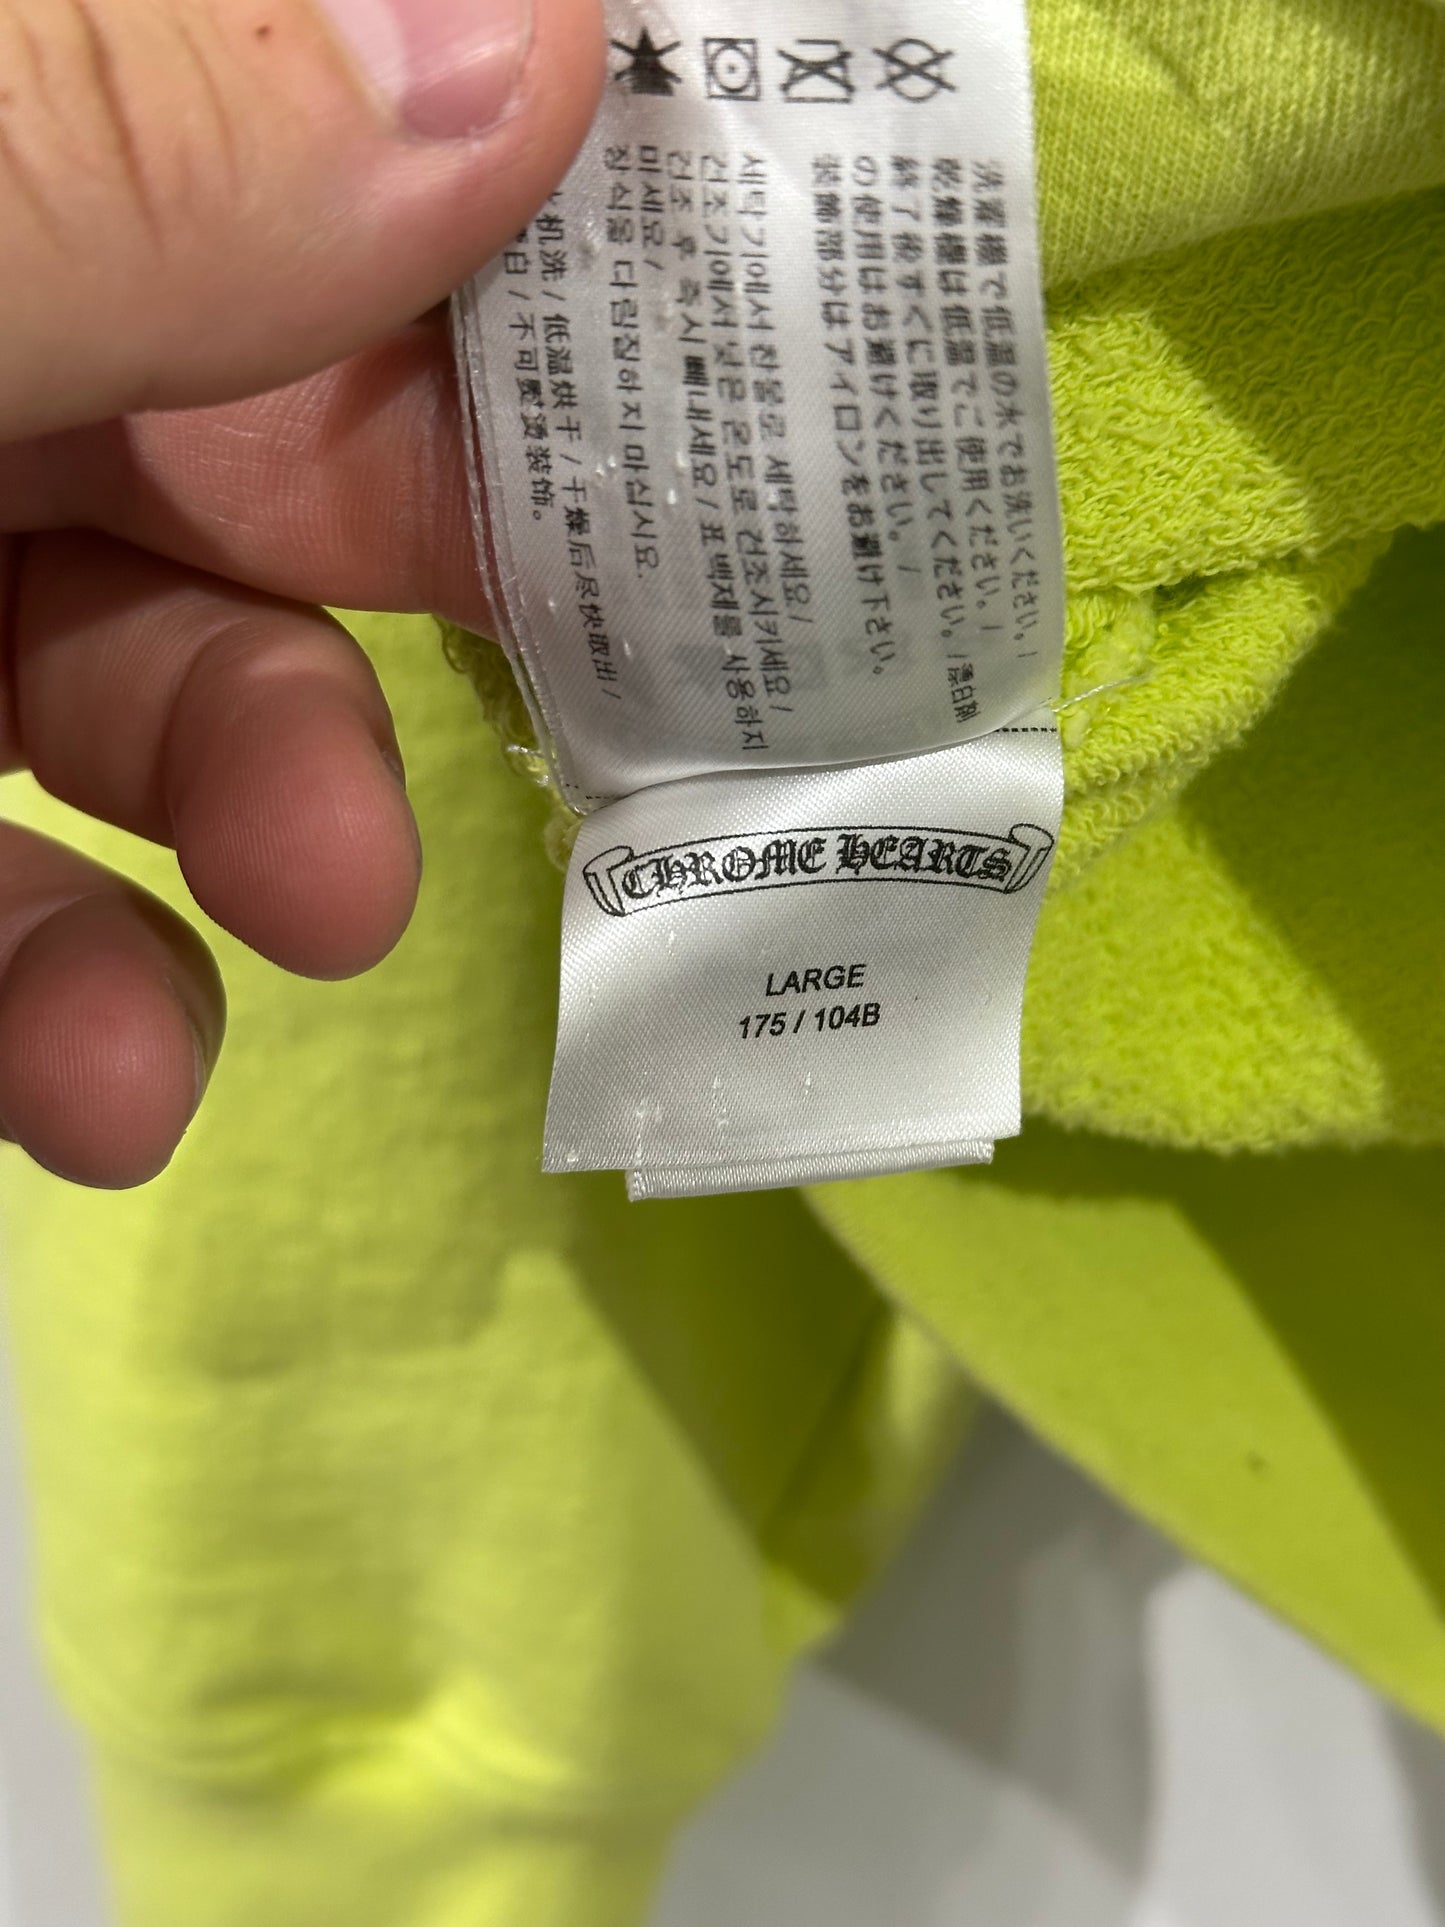 洗濯機で低温の水でお洗いください。/
乾燥機は低温でご使用ください。/
終了後すぐに取り出してください。/漂白剤
の使用はお避けください。/
装飾部分はアイロンをお避け下さい。
세탁기에서 찬물로 세탁하세요/
건조기에서 낮은 온도로 건조시키세요/
건조 후 즉시 빼내세요/표백제를 사용하지
미세요/
장식을 다림질하지 마십시오.
机洗/低温烘干/干燥后尽快取出/
白/不可熨烫装饰。
CHROME HEARTS
LARGE
175 / 104B